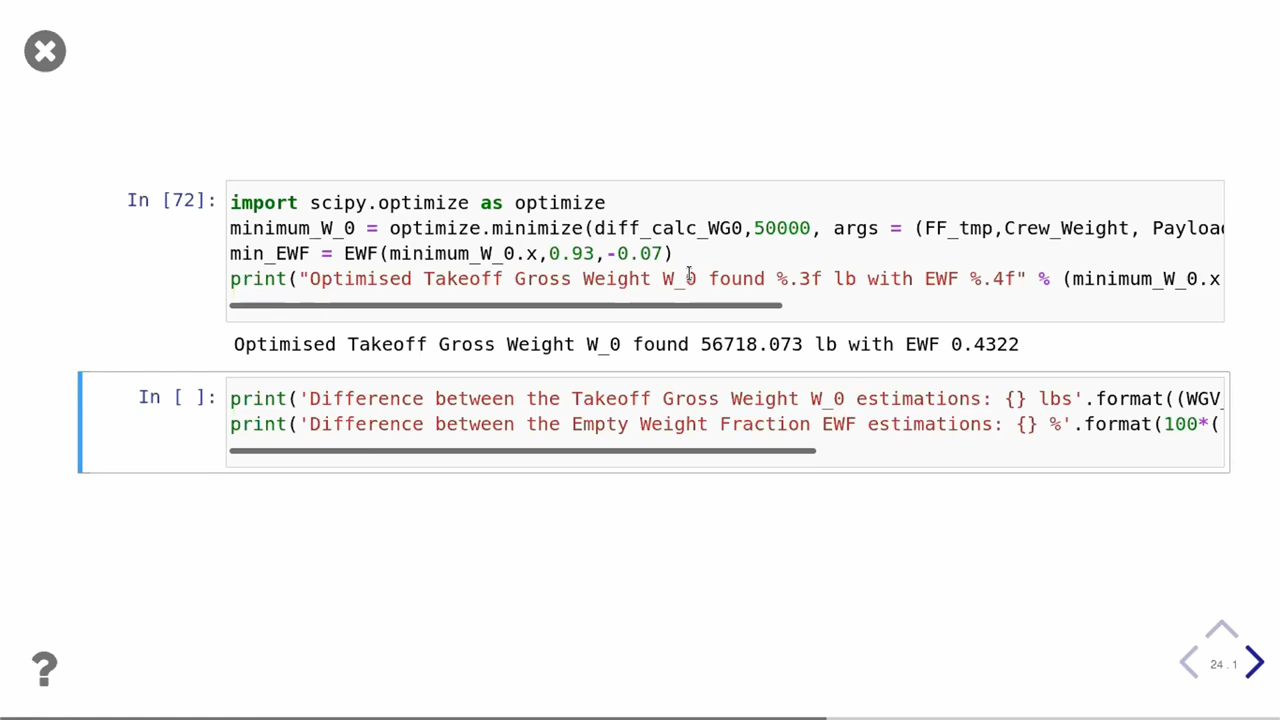 In [72]:
import scipy.optimize as optimize
minimum_W_0 = optimize.minimize(diff_calc_WG0,50000, args = (FF_tmp,Crew_Weight, Payload
min_EWF = EWF(minimum_W_0.x,0.93,-0.07)
print("Optimised Takeoff Gross Weight W_0 found %.3f lb with EWF %.4f" % (minimum_W_0.x
Optimised Takeoff Gross Weight W_0 found 56718.073 lb with EWF 0.4322
In [ ]:
print('Difference between the Takeoff Gross Weight W_0 estimations: {} lbs'.format((WGV_
print('Difference between the Empty Weight Fraction EWF estimations: {} %'.format(100*(
?
24.1